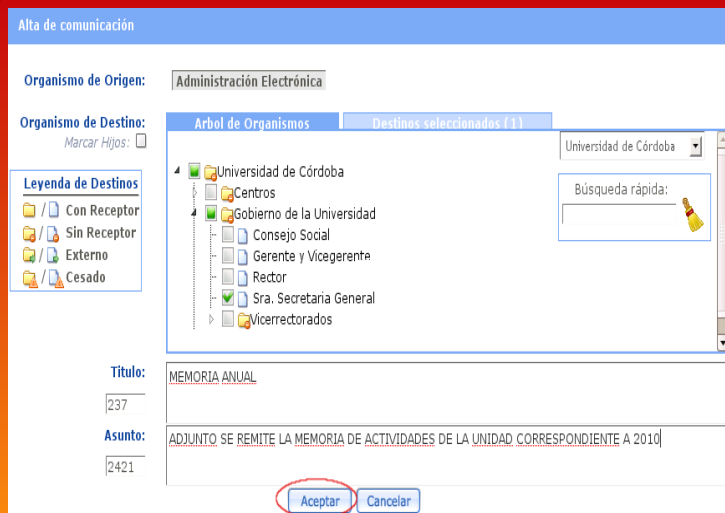 Alta de comunicación
Organismo de Origen: Administración Electrónica
Organismo de Destino:
Marcar Hijos:
Arbol de Organismos Destinos seleccionados (1)
Universidad de Córdoba
Búsqueda rápida:
Universidad de Córdoba
Centros
Gobierno de la Universidad
Consejo Social
Gerente y Vicegerente
Rector
Sra. Secretaria General
Vicerrectorados
Leyenda de Destinos
/ Con Receptor
/ Sin Receptor
/ Externo
/ Cesado
Titulo: MEMORIA ANUAL
237
Asunto: ADJUNTO SE REMITE LA MEMORIA DE ACTIVIDADES DE LA UNIDAD CORRESPONDIENTE A 2010
2421
Aceptar Cancelar